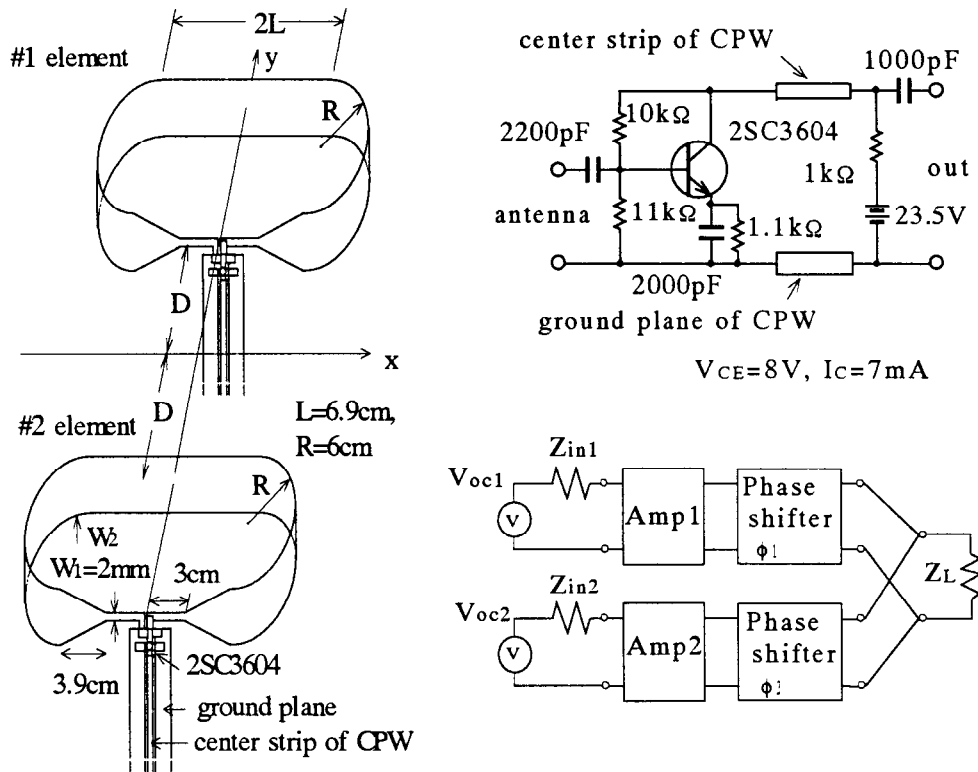 2L
#1 element
y
R
D
x
D
L=6.9cm,
R=6cm
#2 element
R
W2
W1=2mm
3cm
3.9cm
2SC3604
ground plane
center strip of CPW
center strip of CPW
1000pF
10kΩ
2SC3604
2200pF
1kΩ
out
antenna
11kΩ
1.1kΩ
23.5V
2000pF
ground plane of CPW
VCE=8V, IC=7mA
Zin1
Voc1
V
Amp1
Phase
shifter
ϕ1
ZL
Zin2
Voc2
V
Amp2
Phase
shifter